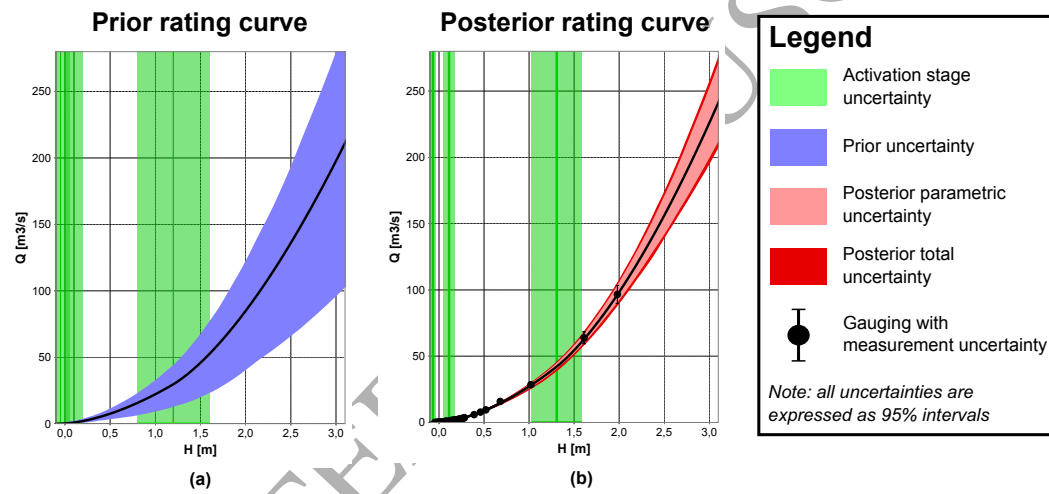 Prior rating curve
Q [m3/s]
250
200
150
100
50
0
0,0 0,5 1,0 1,5 2,0 2,5 3,0
H [m]
(a)
Posterior rating curve
Q [m3/s]
250
200
150
100
50
0
0,0 0,5 1,0 1,5 2,0 2,5 3,0
H [m]
(b)
Legend
Activation stage
uncertainty
Prior uncertainty
Posterior parametric
uncertainty
Posterior total
uncertainty
Gauging with
measurement uncertainty
Note: all uncertainties are
expressed as 95% intervals